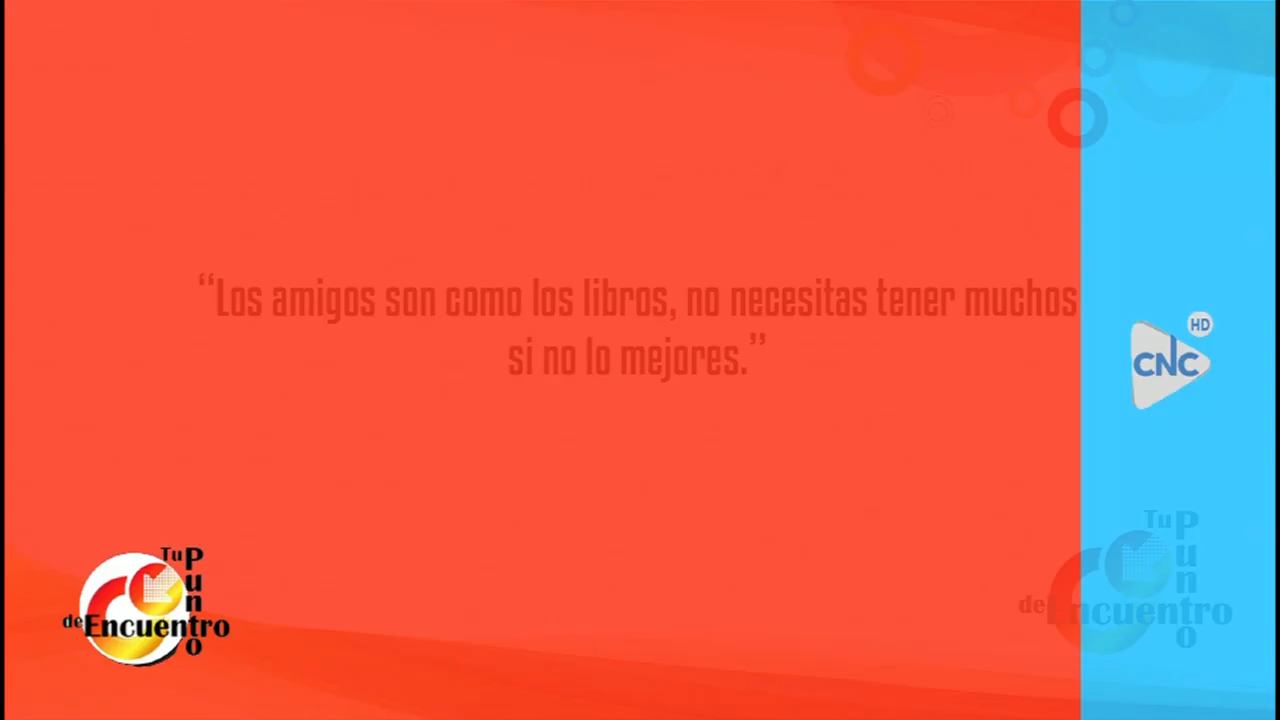 “Los amigos son como los libros, no necesitas tener muchos
si no lo mejores.”
HD
CNC
Tu Punto
de Encuentro
Tu Punto
de Encuentro